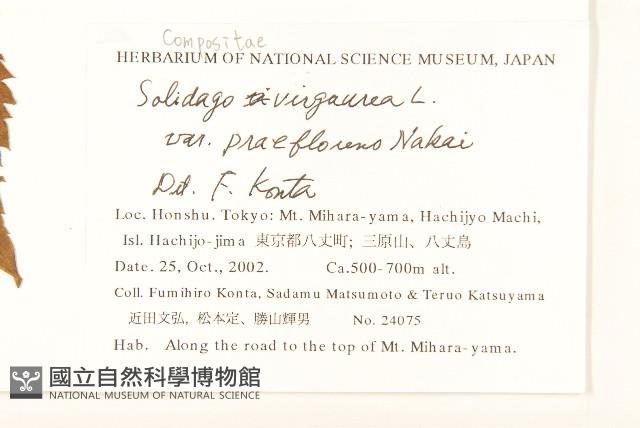 Compositae
HERBARIUM OF NATIONAL SCIENCE MUSEUM, JAPAN
Solidago virgaurea L.
var. praeflorens Nakai
Det. F. Konta
Loc. Honshu. Tokyo: Mt. Mihara-yama, Hachijyo Machi,
Isl. Hachijo-jima 東京都八丈町; 三原山、八丈島
Date. 25, Oct., 2002. Ca.500-700m alt.
Coll. Fumihiro Konta, Sadamu Matsumoto & Teruo Katsuyama
近田文弘, 松本定、勝山輝男 No. 24075
Hab. Along the road to the top of Mt. Mihara-yama.
國立自然科學博物館
NATIONAL MUSEUM OF NATURAL SCIENCE